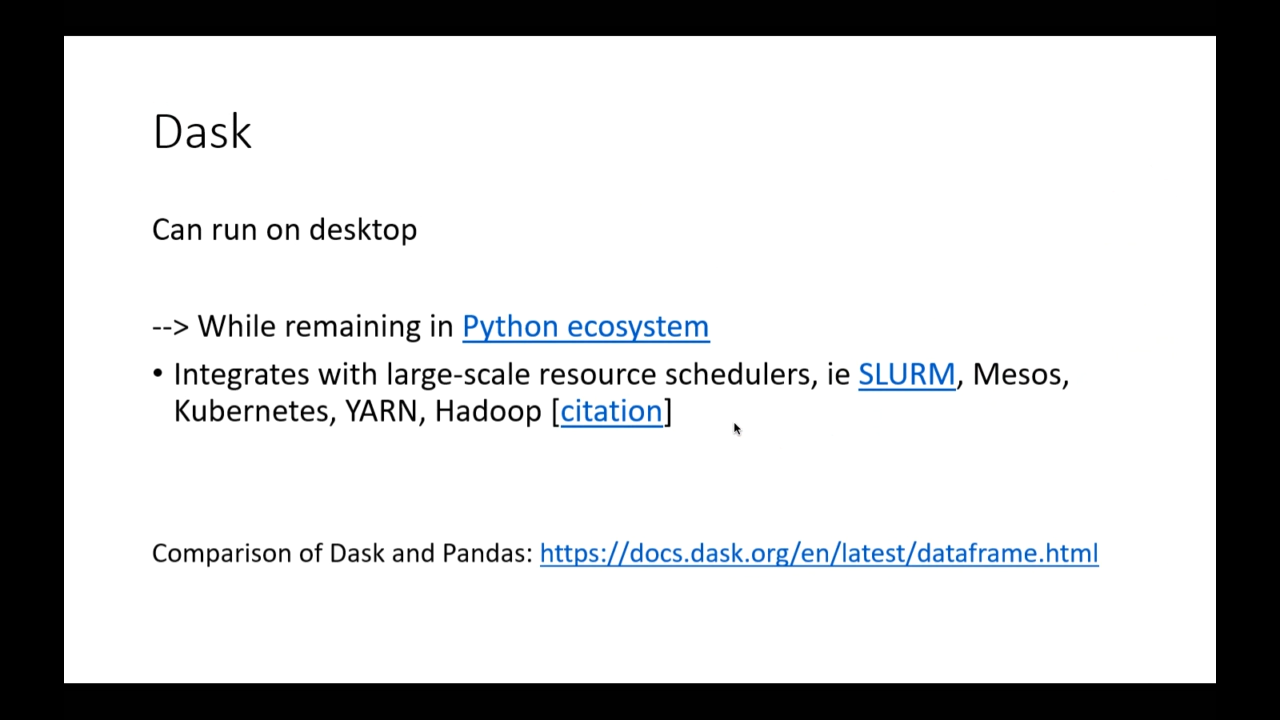 Dask
Can run on desktop
--> While remaining in Python ecosystem
• Integrates with large-scale resource schedulers, ie SLURM, Mesos,
Kubernetes, YARN, Hadoop [citation]
Comparison of Dask and Pandas: https://docs.dask.org/en/latest/dataframe.html